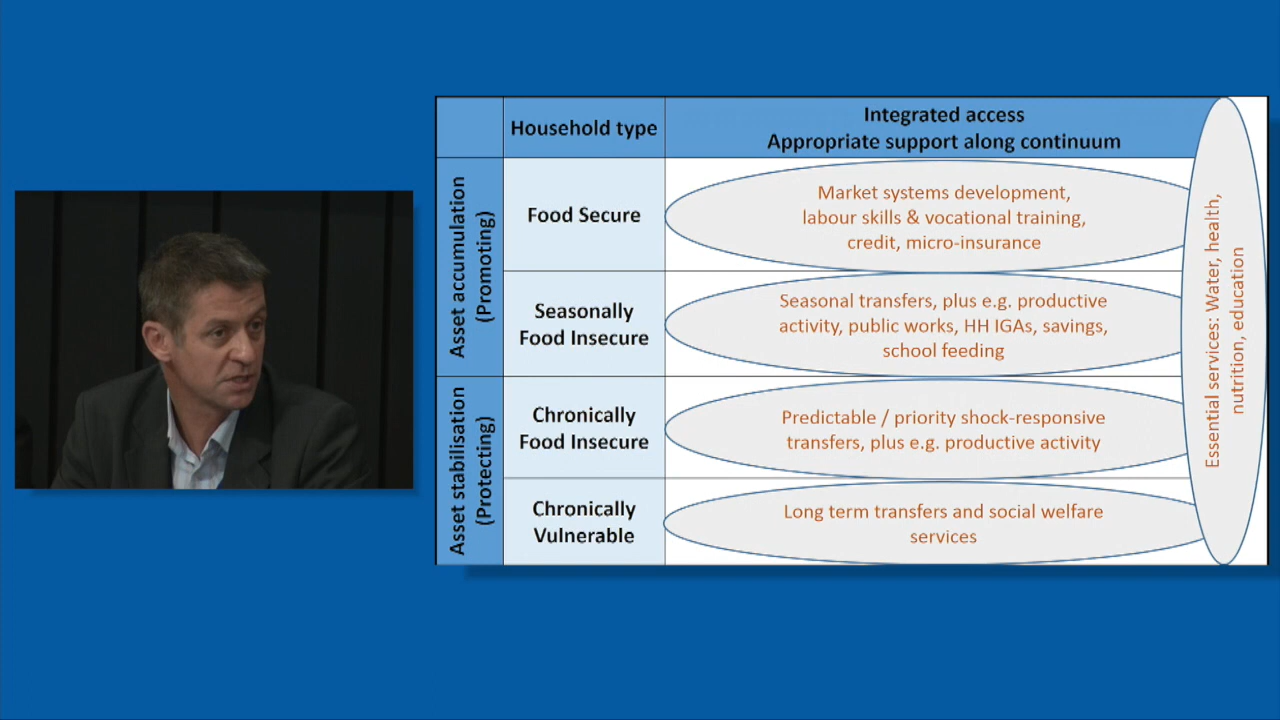 Household type
Integrated access
Appropriate support along continuum
Asset accumulation
(Promoting)
Food Secure
Market systems development,
labour skills & vocational training,
credit, micro-insurance
Seasonally
Food Insecure
Seasonal transfers, plus e.g. productive
activity, public works, HH IGAs, savings,
school feeding
Asset stabilisation
(Protecting)
Chronically
Food Insecure
Predictable / priority shock-responsive
transfers, plus e.g. productive activity
Chronically
Vulnerable
Long term transfers and social welfare
services
Essential services: Water, health,
nutrition, education